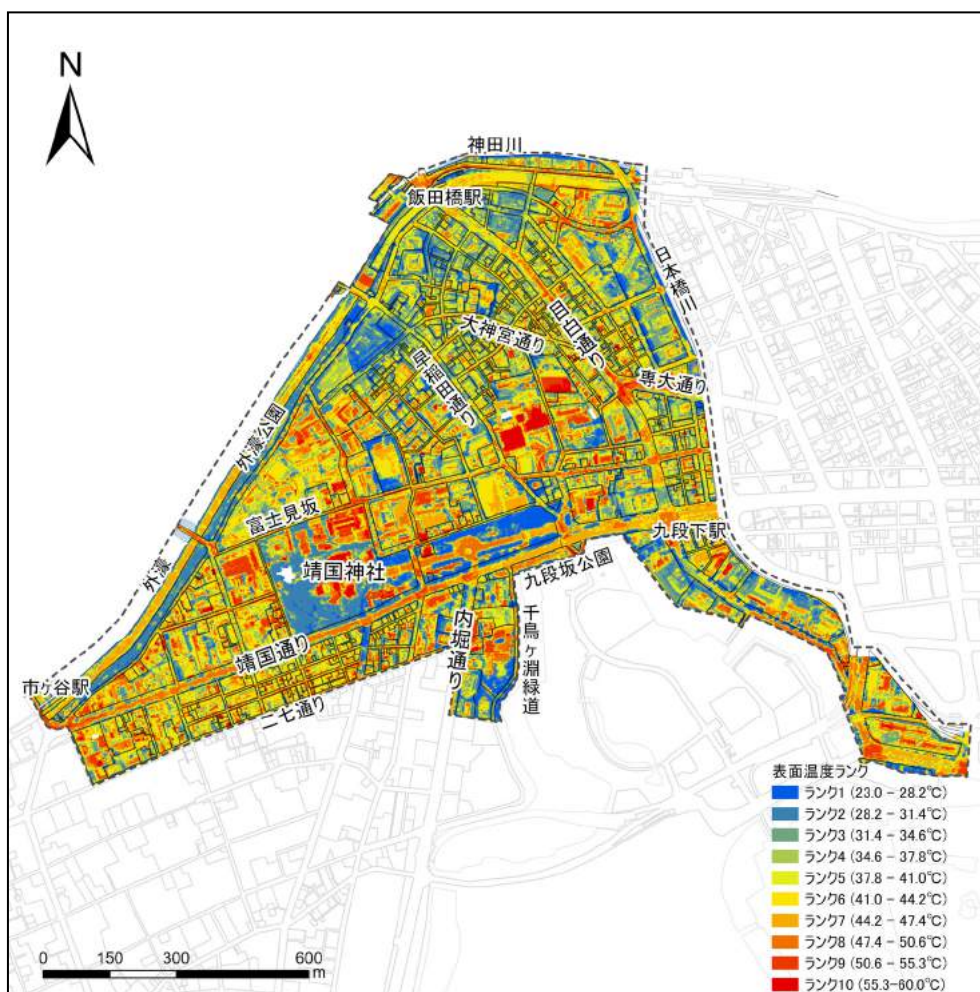 N
神田川
飯田橋駅
日本橋川
目白通り
大神宮通り
早稲田通り
専大通り
外濠公園
富士見坂
九段下駅
外濠
靖国神社
九段坂公園
千鳥ヶ淵緑道
内堀通り
靖国通り
市ヶ谷駅
二七通り
表面温度ランク
ランク1 (23.0 - 28.2℃)
ランク2 (28.2 - 31.4℃)
ランク3 (31.4 - 34.6℃)
ランク4 (34.6 - 37.8℃)
ランク5 (37.8 - 41.0℃)
ランク6 (41.0 - 44.2℃)
ランク7 (44.2 - 47.4℃)
ランク8 (47.4 - 50.6℃)
ランク9 (50.6 - 55.3℃)
ランク10 (55.3-60.0℃)
0 150 300 600
m